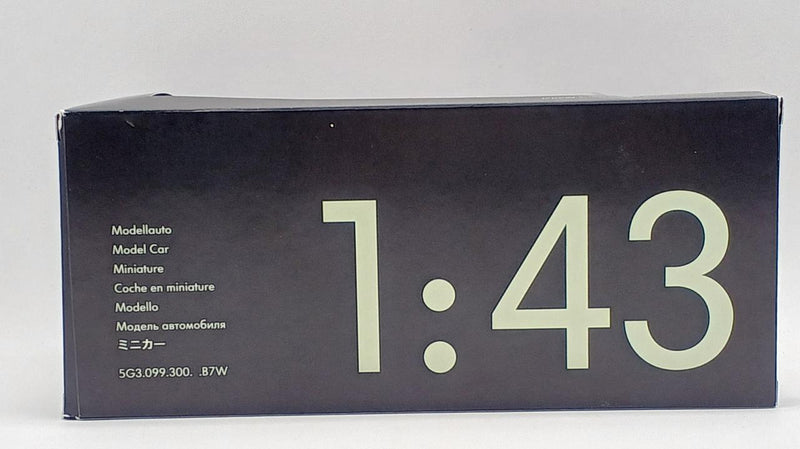 Modellauto
Model Car
Miniature
Coche en miniature
Modello
Модель автомобиля
ミニカー
5G3.099.300. .B7W
1:43